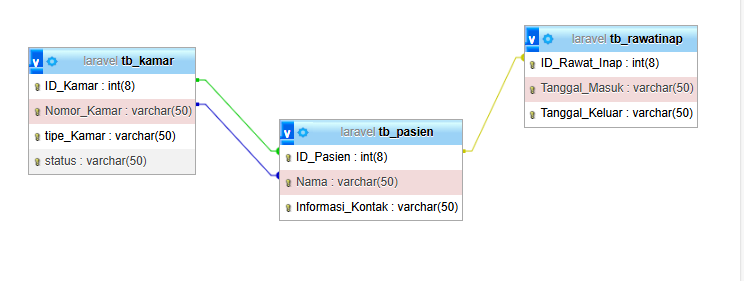 laravel tb_kamar
ID_Kamar : int(8)
Nomor_Kamar : varchar(50)
tipe_Kamar : varchar(50)
status : varchar(50)
laravel tb_pasien
ID_Pasien : int(8)
Nama : varchar(50)
Informasi_Kontak : varchar(50)
laravel tb_rawatinap
ID_Rawat_Inap : int(8)
Tanggal_Masuk : varchar(50)
Tanggal_Keluar : varchar(50)